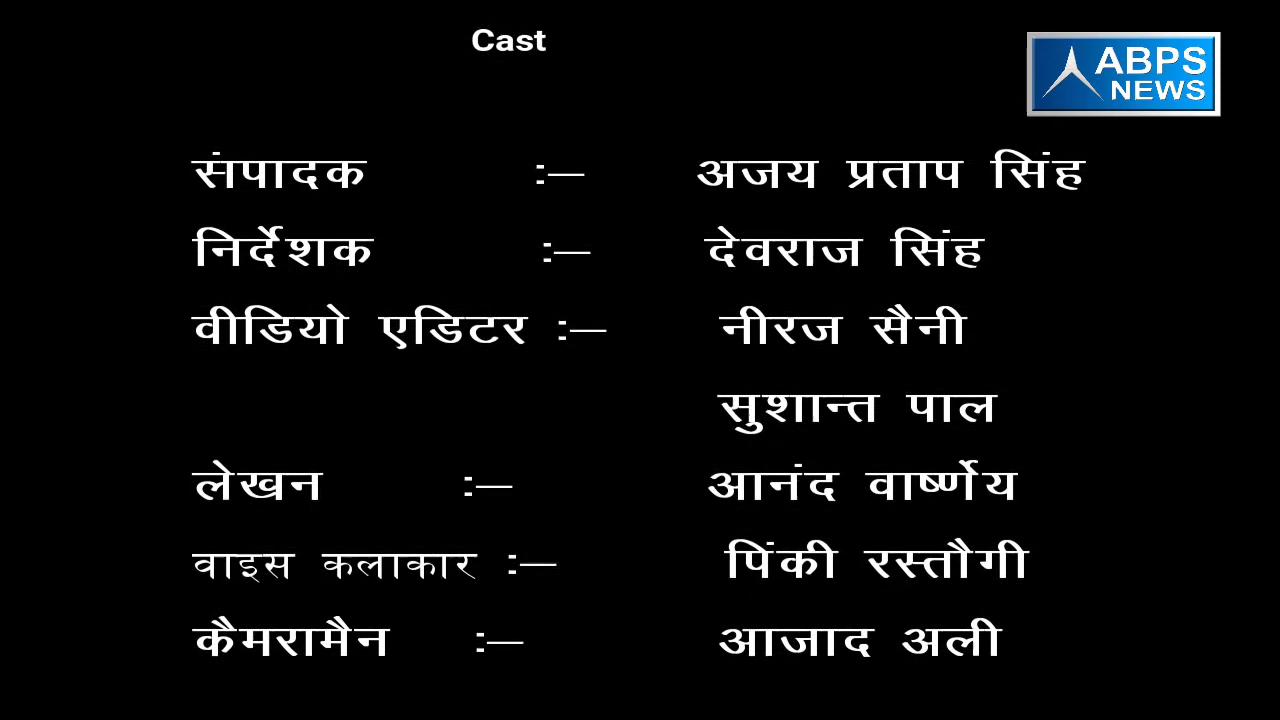 Cast
ABPS
NEWS
संपादक :— अजय प्रताप सिंह
निर्देशक :— देवराज सिंह
वीडियो एडिटर :— नीरज सैनी
सुशान्त पाल
लेखन :— आनंद वार्ष्णेय
वाइस कलाकार :— पिंकी रस्तौगी
कैमरामैन :— आजाद अली